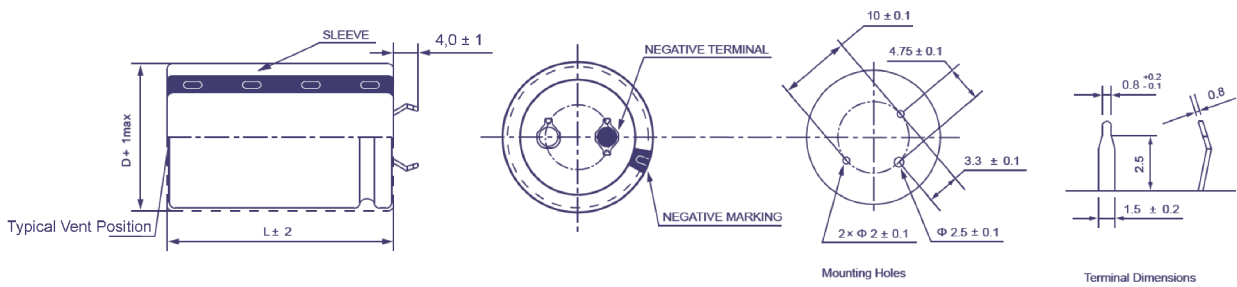 SLEEVE
4,0 ± 1
D+ 1max
Typical Vent Position
L± 2
NEGATIVE TERMINAL
NEGATIVE MARKING
10 ± 0.1
4.75 ± 0.1
3.3 ± 0.1
2× Φ 2 ± 0.1
Φ 2.5 ± 0.1
Mounting Holes
0.8 +0.2 -0.1
0.8
2.5
1.5 ± 0.2
Terminal Dimensions